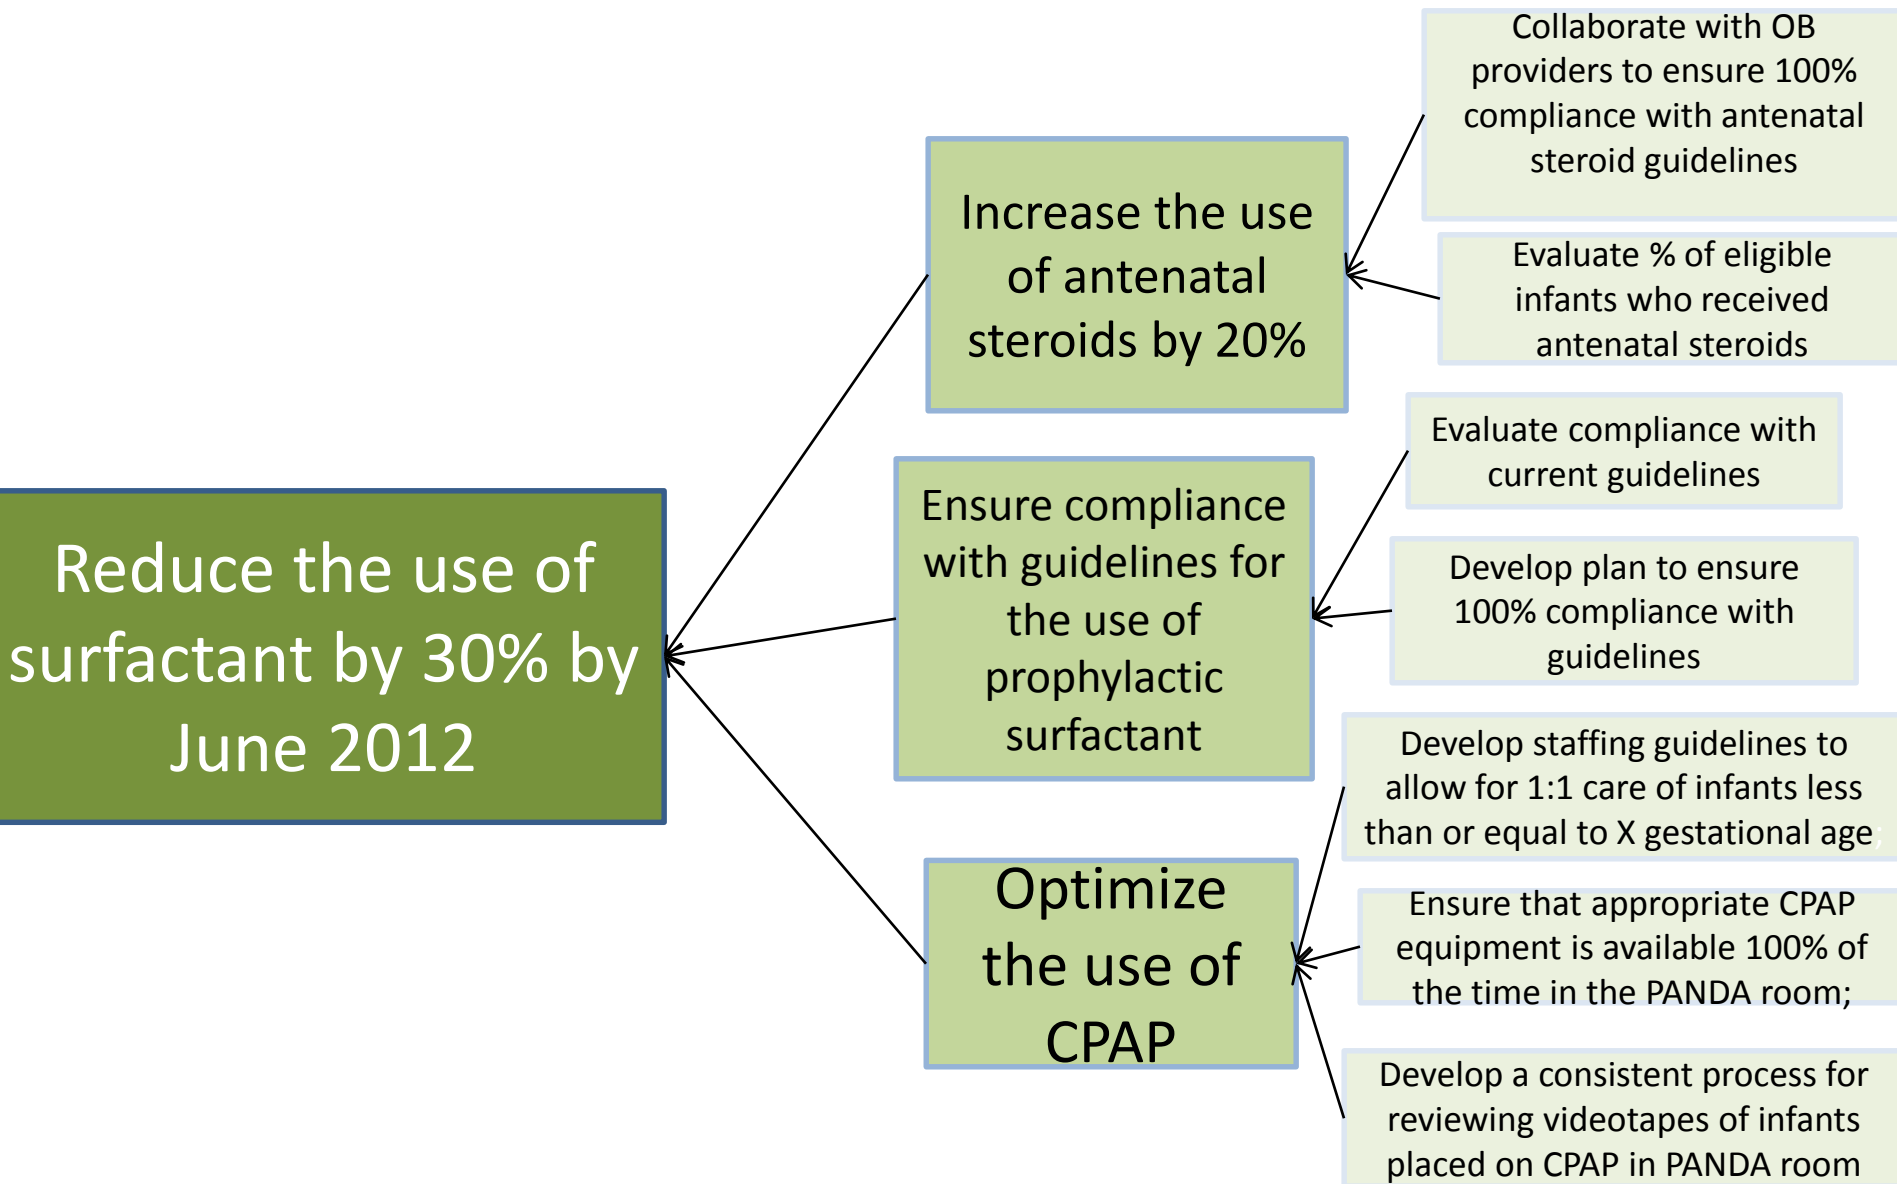 Collaborate with OB
providers to ensure 100%
compliance with antenatal
steroid guidelines
Increase the use
of antenatal
steroids by 20%
Evaluate % of eligible
infants who received
antenatal steroids
Evaluate compliance with
current guidelines
Ensure compliance
with guidelines for
the use of
prophylactic
surfactant
Reduce the use of
surfactant by 30% by
June 2012
Develop plan to ensure
100% compliance with
guidelines
Develop staffing guidelines to
allow for 1:1 care of infants less
than or equal to X gestational age;
Optimize
the use of
CPAP
Ensure that appropriate CPAP
equipment is available 100% of
the time in the PANDA room;
Develop a consistent process for
reviewing videotapes of infants
placed on CPAP in PANDA room